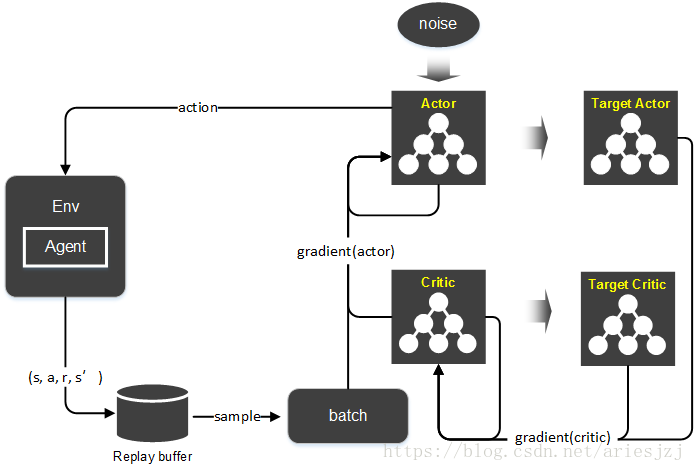 noise
Actor
Target Actor
action
Env
Agent
gradient(actor)
Critic
Target Critic
(s, a, r, s’ )
sample
batch
gradient(critic)
Replay buffer
https://blog.csdn.net/ariesjzj